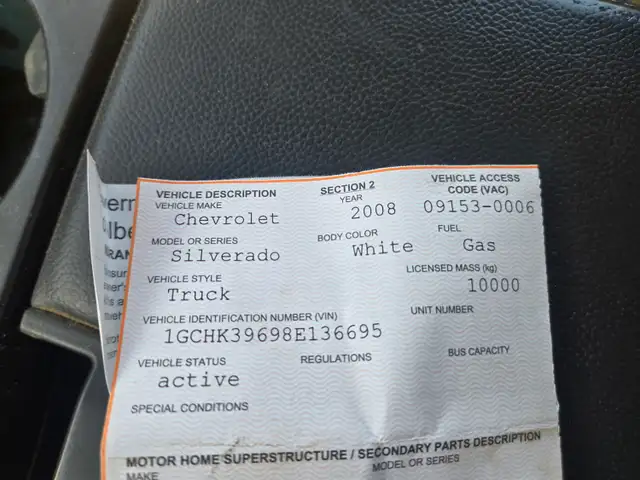 VEHICLE DESCRIPTION SECTION 2 VEHICLE ACCESS CODE (VAC)
VEHICLE MAKE YEAR
Chevrolet 2008 09153-0006
MODEL OR SERIES BODY COLOR FUEL
Silverado White Gas
VEHICLE STYLE LICENSED MASS (kg)
Truck 10000
VEHICLE IDENTIFICATION NUMBER (VIN) UNIT NUMBER
1GCHK39698E136695
VEHICLE STATUS REGULATIONS BUS CAPACITY
active
SPECIAL CONDITIONS
MOTOR HOME SUPERSTRUCTURE / SECONDARY PARTS DESCRIPTION
MAKE MODEL OR SERIES